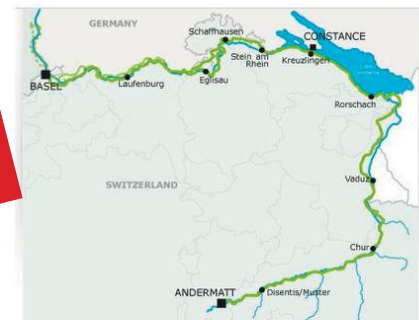 GERMANY
Schaffhausen
CONSTANCE
Stein am
Rhein
Kreuzlingen
BASEL
Laufenburg
Eglisau
Rorschach
SWITZERLAND
Vaduz
Chur
ANDERMATT
Disentis/Muster